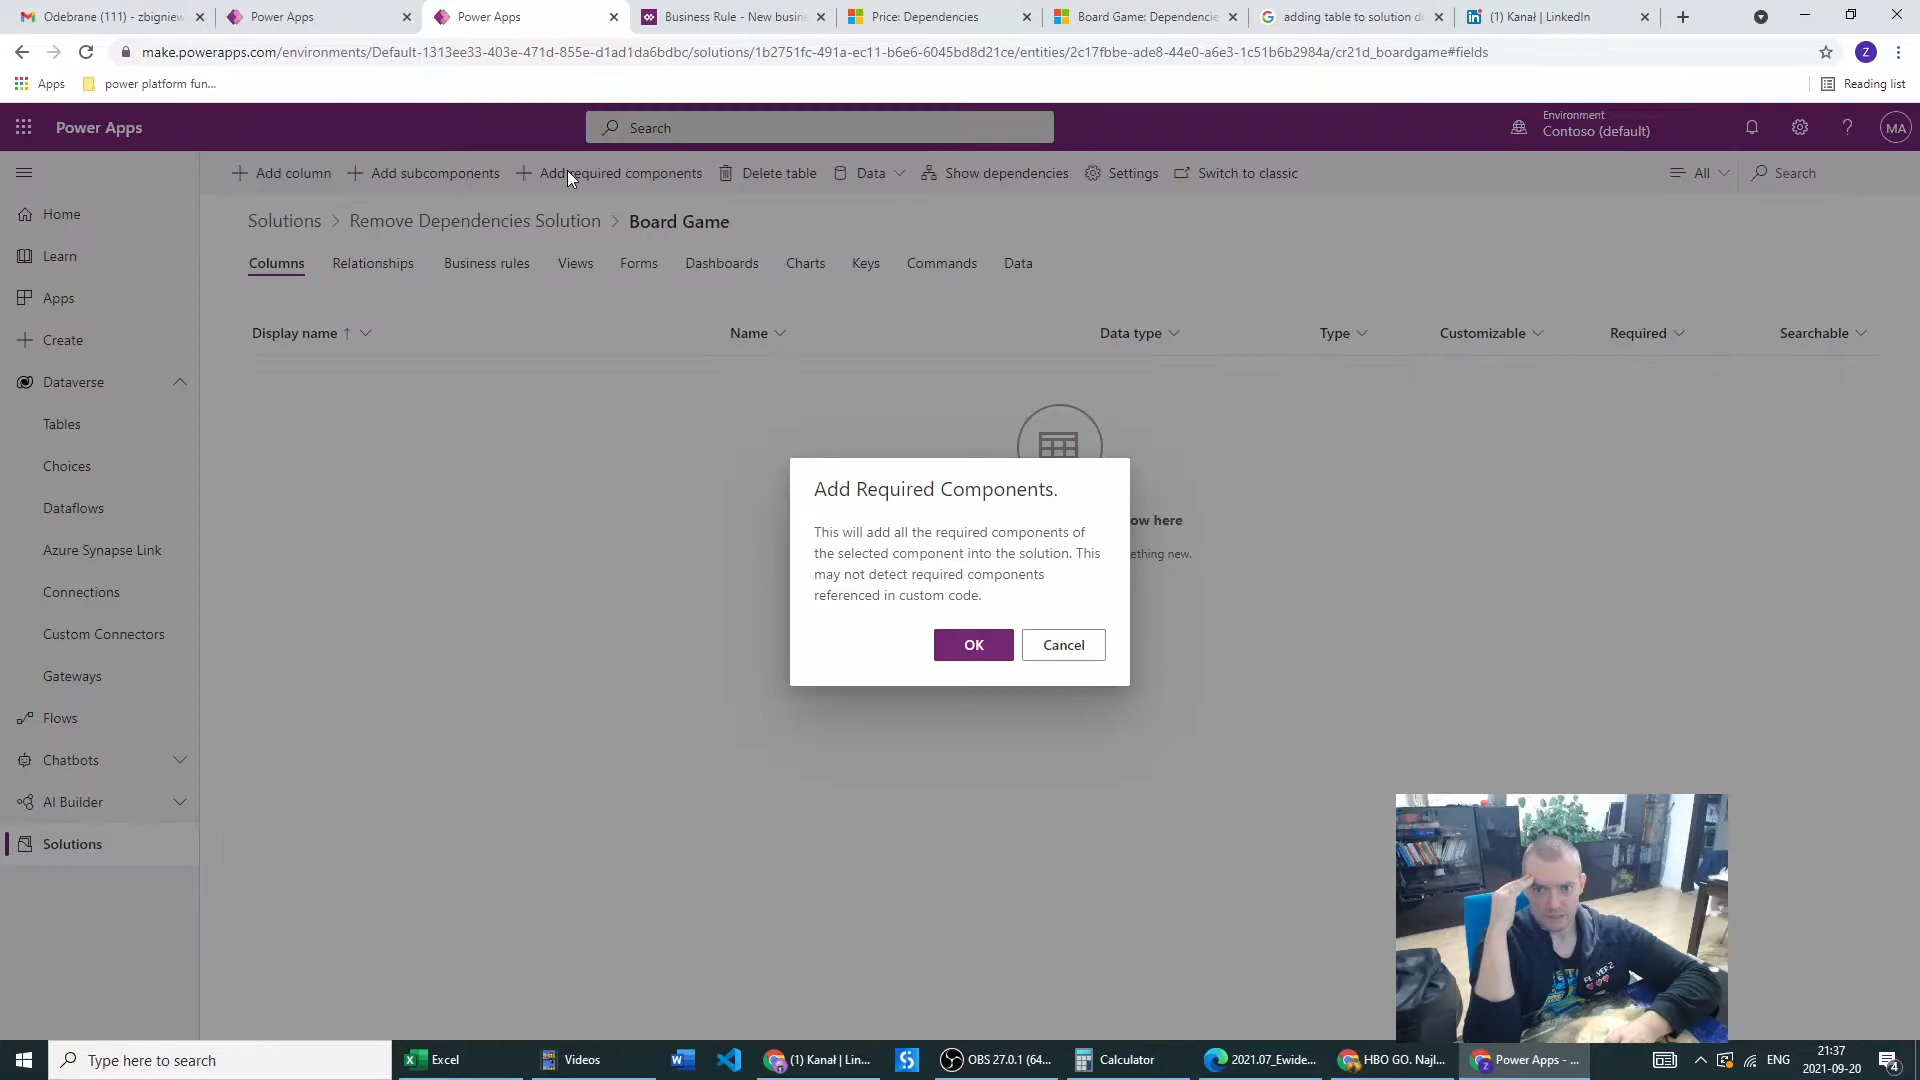 Odebrane (111) - zbigniew
Power Apps
Power Apps
Business Rule - New busin
Price: Dependencies
Board Game: Dependencie
adding table to solution d
(1) Kanał | LinkedIn
make.powerapps.com/environments/Default-1313ee33-403e-471d-855e-d1ad1da6bdbc/solutions/1b2751fc-491a-ec11-b6e6-6045bd8d21ce/entities/2c17fbbe-ade8-44e0-a6e3-1c51b6b2984a/cr21d_boardgame#fields
Z
Apps
power platform fun...
Reading list
Power Apps
Search
Environment
Contoso (default)
MA
Add column
Add subcomponents
Add required components
Delete table
Data
Show dependencies
Settings
Switch to classic
All
Search
Solutions > Remove Dependencies Solution > Board Game
Columns
Relationships
Business rules
Views
Forms
Dashboards
Charts
Keys
Commands
Data
Display name
Name
Data type
Type
Customizable
Required
Searchable
Home
Learn
Apps
Create
Dataverse
Tables
Choices
Dataflows
Azure Synapse Link
Connections
Custom Connectors
Gateways
Flows
Chatbots
AI Builder
Solutions
ow here
ething new.
Add Required Components.
This will add all the required components of
the selected component into the solution. This
may not detect required components
referenced in custom code.
OK
Cancel
PLAYER 2
Type here to search
Excel
Videos
(1) Kanał | Lin...
OBS 27.0.1 (64...
Calculator
2021.07_Ewide...
HBO GO. Najl...
Power Apps - ...
ENG
21:37
2021-09-20
4